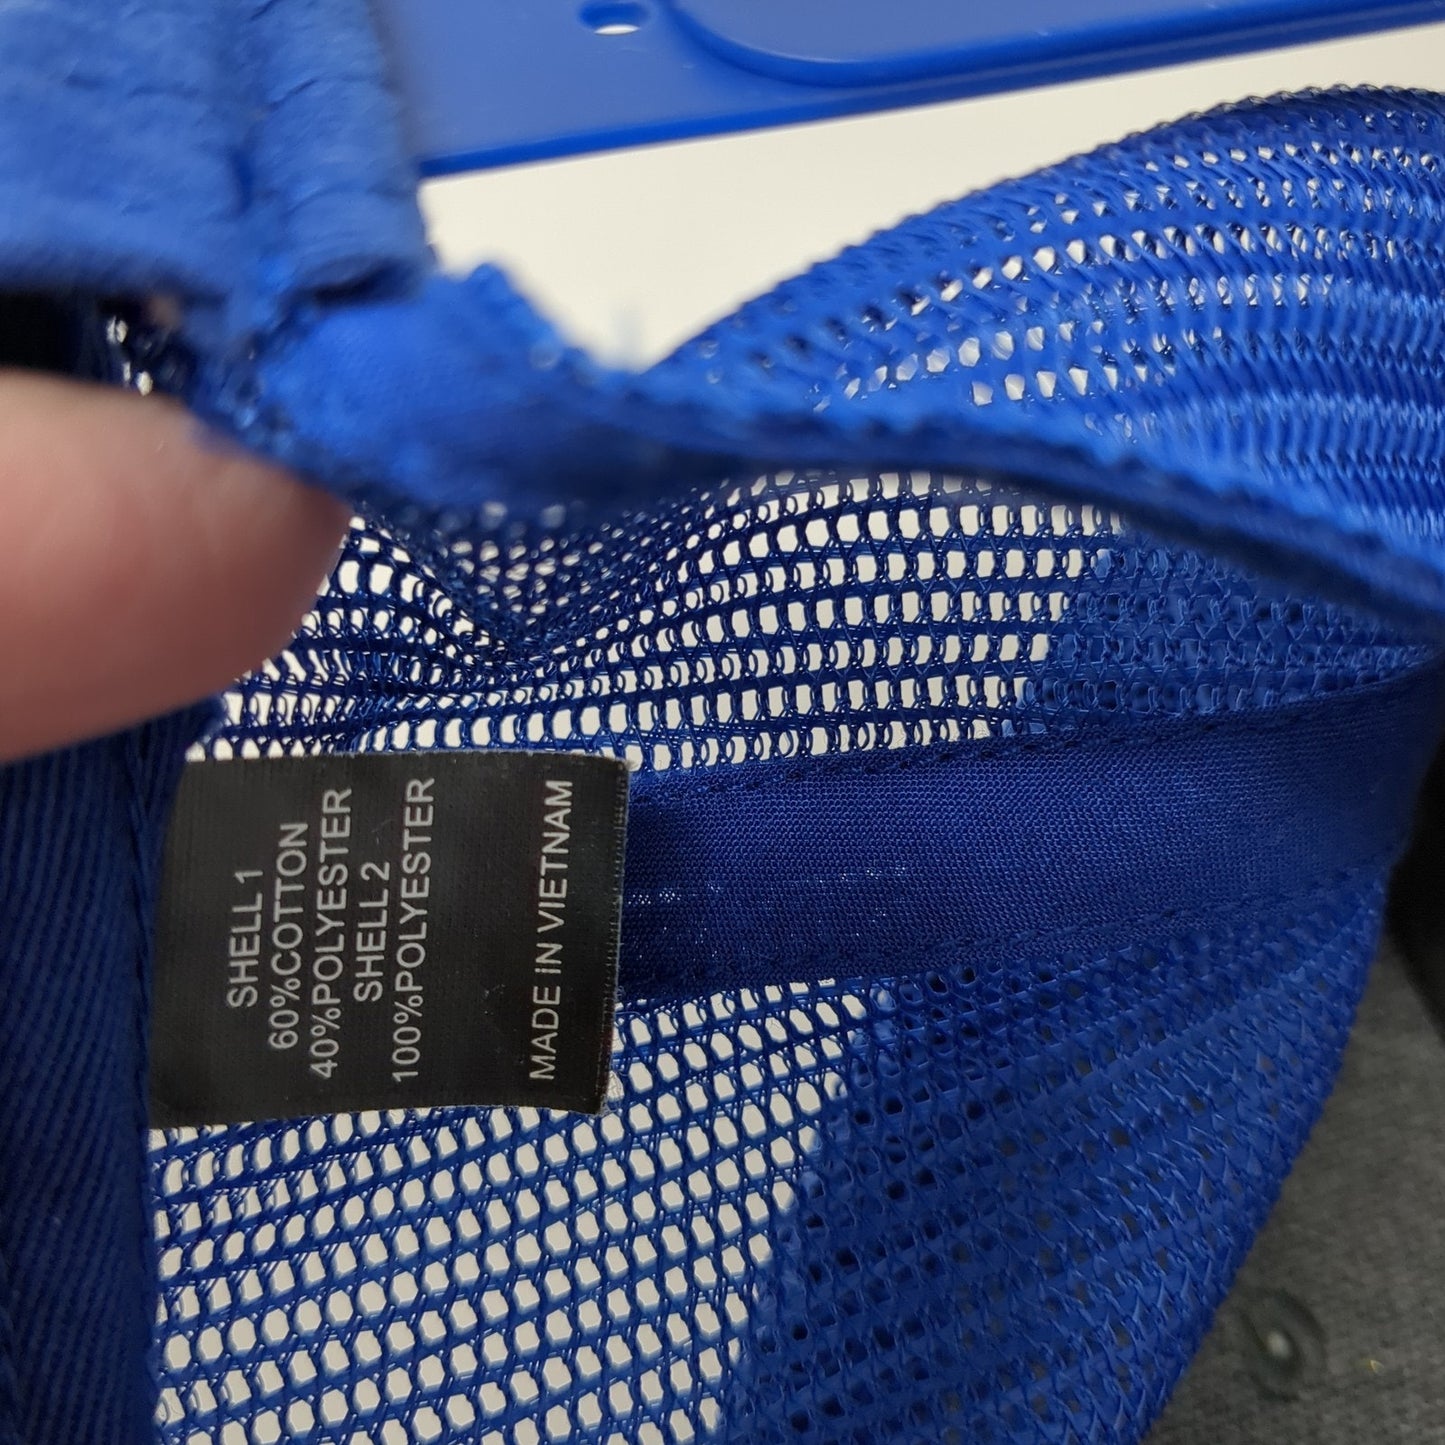 SHELL 1
60%COTTON
40%POLYESTER
SHELL 2
100%POLYESTER
MADE IN VIETNAM